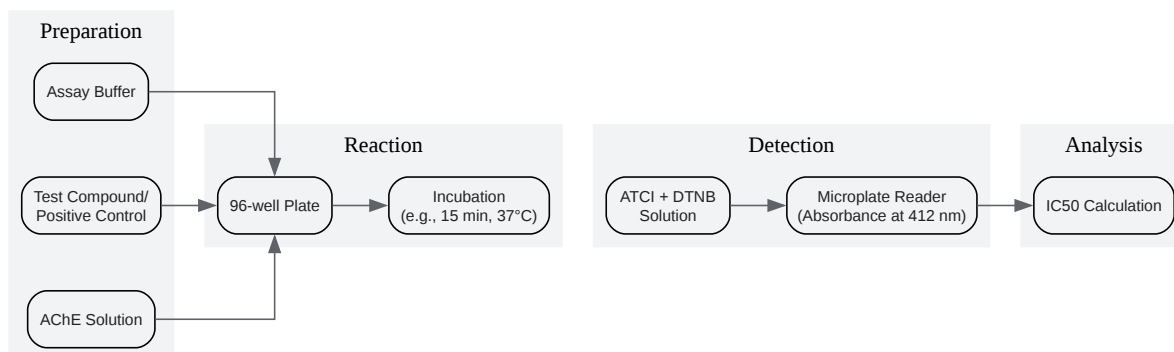 Preparation
Assay Buffer
Test Compound/
Positive Control
AChE Solution
Reaction
96-well Plate
Incubation
(e.g., 15 min, 37°C)
Detection
ATCI + DTNB
Solution
Microplate Reader
(Absorbance at 412 nm)
Analysis
IC50 Calculation